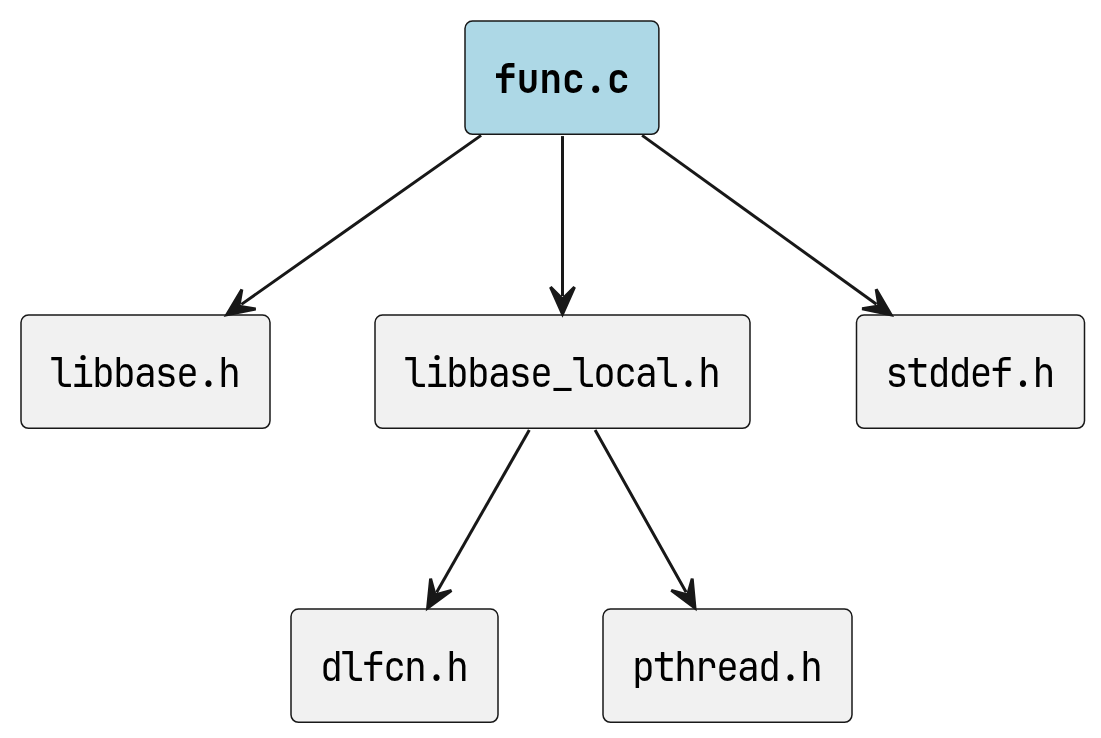 func.c
libbase.h
libbase_local.h
stddef.h
dlfcn.h
pthread.h